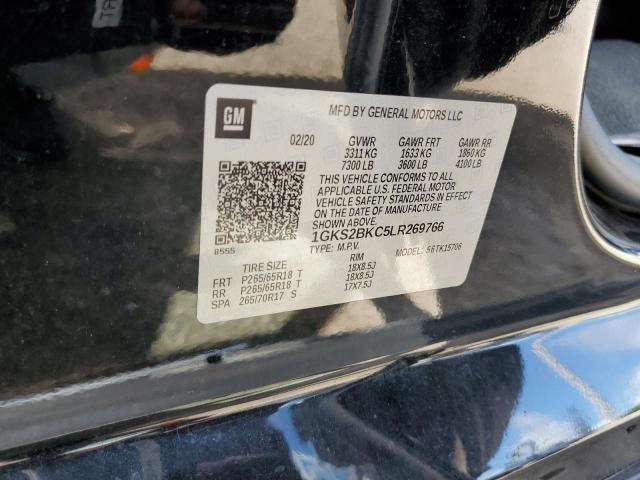 GM
MFD BY GENERAL MOTORS LLC
02/20 GVWR GAWR FRT GAWR RR
3311 KG 1633 KG 1860 KG
7300 LB 3600 LB 4100 LB
THIS VEHICLE CONFORMS TO ALL
APPLICABLE U.S. FEDERAL MOTOR
VEHICLE SAFETY STANDARDS IN EFFECT
ON THE DATE OF MANUFACTURE
SHOWN ABOVE.
1GKS2BKC5LR269766
8555 TYPE: M.P.V. MODEL: S6TK15706
TIRE SIZE RIM
FRT P265/65R18 T 18X8.5J
RR P265/65R18 T 18X8.5J
SPA 265/70R17 S 17X7.5J